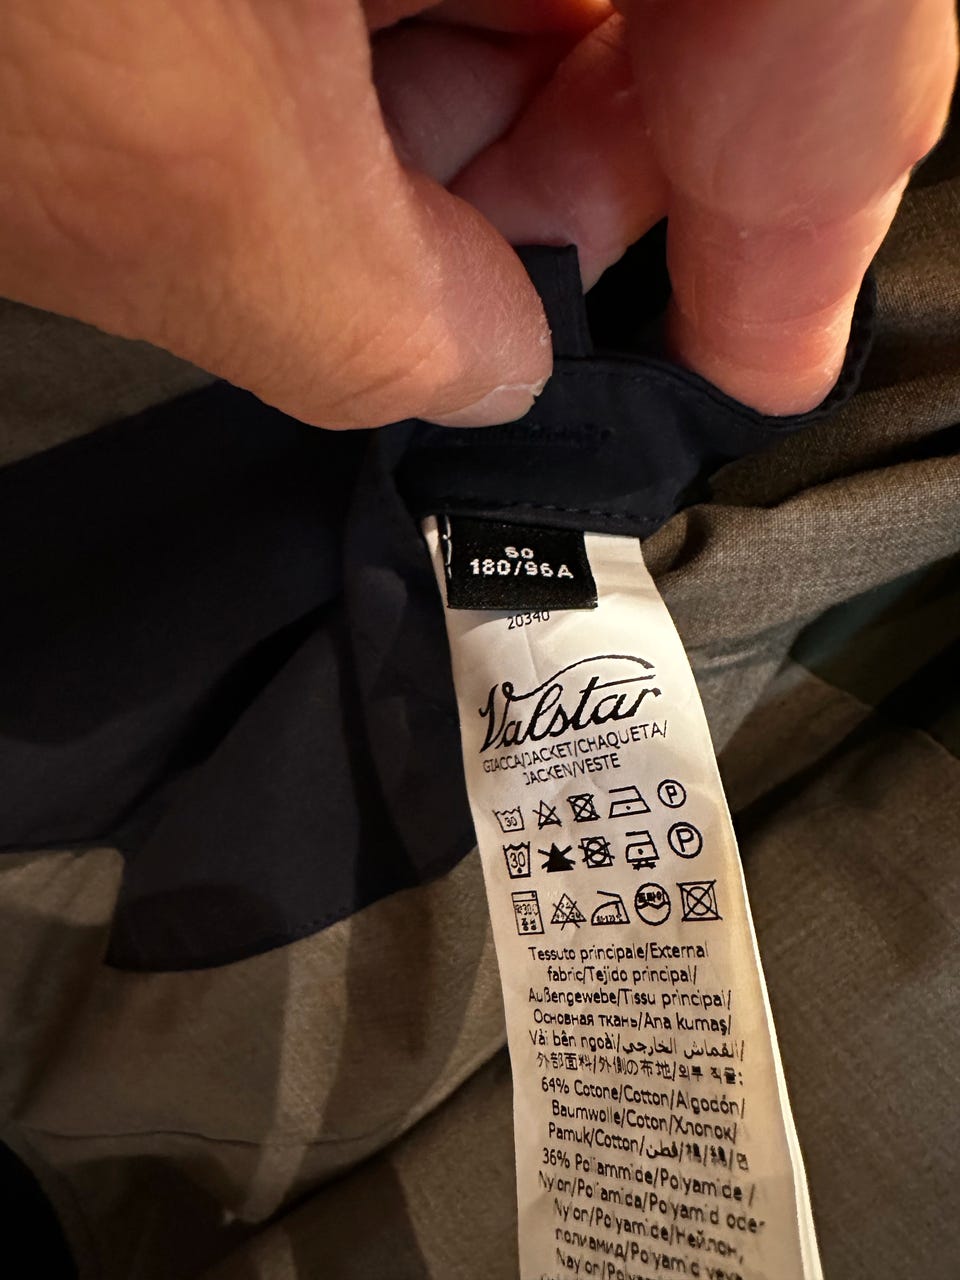 50
180/96A
20340
Valstar
GIACCA/JACKET/CHAQUETA/
JACKEN/VESTE
30 P
30 P
Tessuto principale/External
fabric/Tejido principal/
Außengewebe/Tissu principal/
Основная ткань/Ana kumaş/
Vải bên ngoài/القماش الخارجي/
外部面料/外側の布地/외부 직물:
64% Cotone/Cotton/Algodón/
Baumwolle/Coton/Хлопок/
Pamuk/Cotton/قطن/棉/綿/면
36% Poliammide/Polyamide /
Nylon/Poliamida/Polyamid oder
Nylon/Polyamide/Нейлон,
полиамид/Polyamid veya